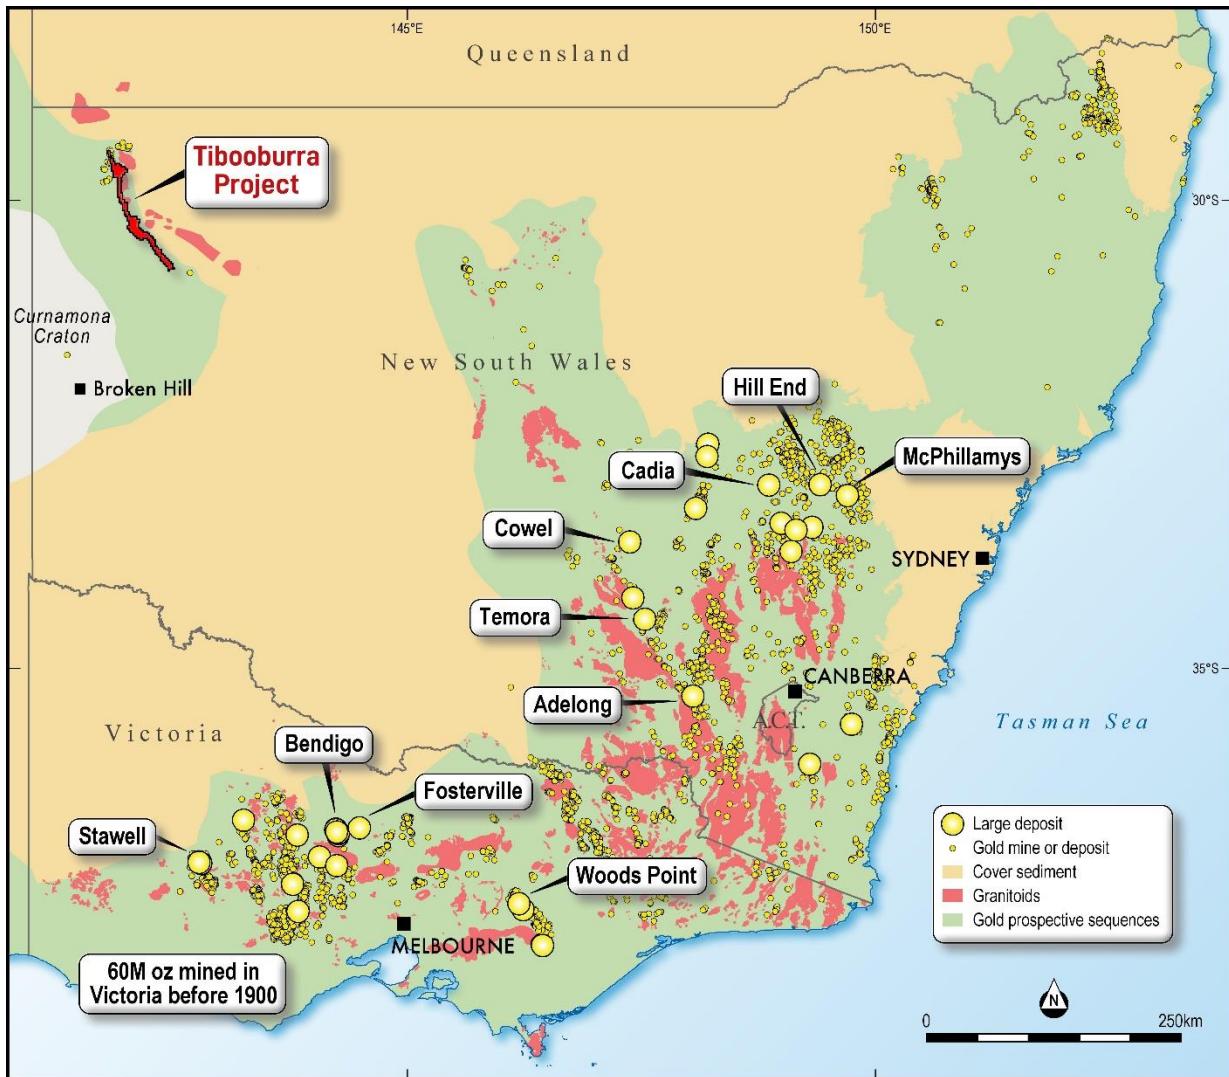 145°E
150°E
Queensland
Tibooburra
Project
30°S
Curnamona
Craton
New South Wales
Broken Hill
Hill End
McPhillamys
Cadia
Cowel
SYDNEY
Temora
35°S
CANBERRA
Adelong
A.C.T.
Tasman Sea
Victoria
Bendigo
Fosterville
Stawell
Woods Point
MELBOURNE
60M oz mined in
Victoria before 1900
Large deposit
Gold mine or deposit
Cover sediment
Granitoids
Gold prospective sequences
N
0 250km